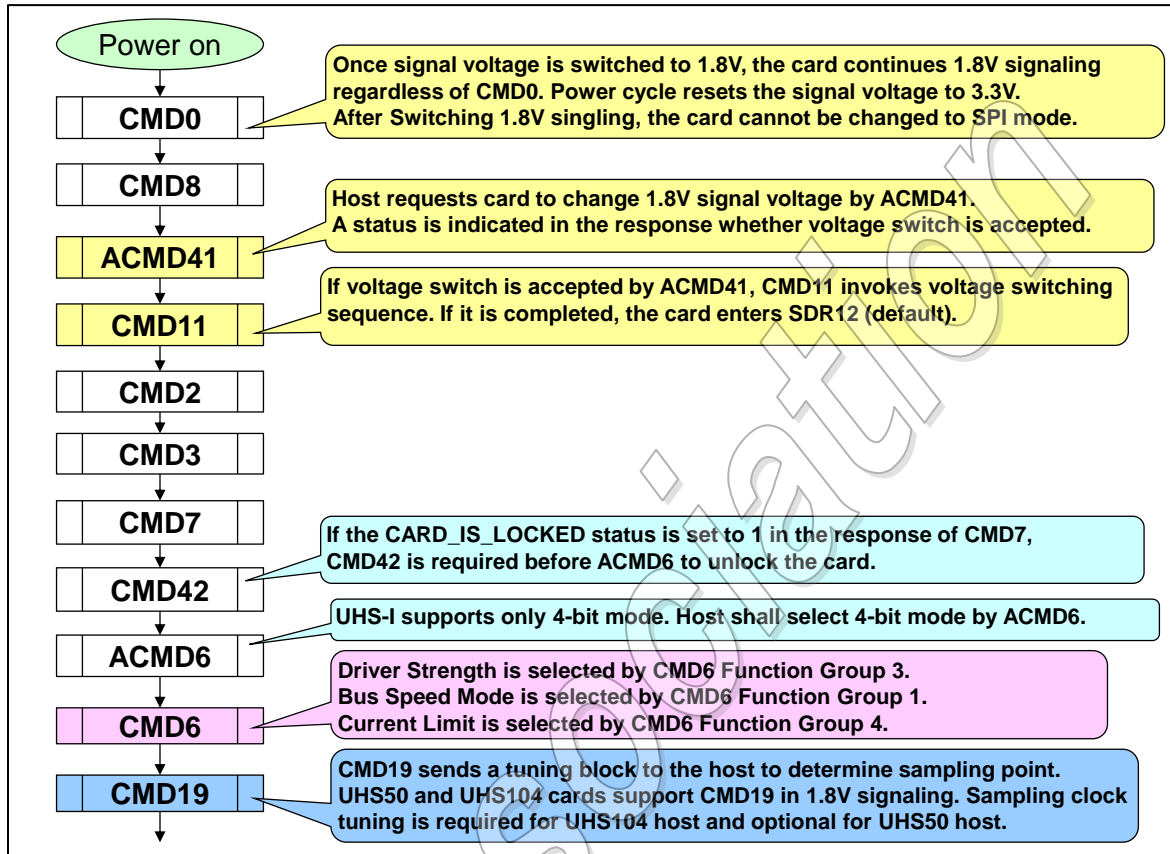 Power on
CMD0
Once signal voltage is switched to 1.8V, the card continues 1.8V signaling
regardless of CMD0. Power cycle resets the signal voltage to 3.3V.
After Switching 1.8V singling, the card cannot be changed to SPI mode.
CMD8
ACMD41
Host requests card to change 1.8V signal voltage by ACMD41.
A status is indicated in the response whether voltage switch is accepted.
CMD11
If voltage switch is accepted by ACMD41, CMD11 invokes voltage switching
sequence. If it is completed, the card enters SDR12 (default).
CMD2
CMD3
CMD7
CMD42
If the CARD_IS_LOCKED status is set to 1 in the response of CMD7,
CMD42 is required before ACMD6 to unlock the card.
ACMD6
UHS-I supports only 4-bit mode. Host shall select 4-bit mode by ACMD6.
CMD6
Driver Strength is selected by CMD6 Function Group 3.
Bus Speed Mode is selected by CMD6 Function Group 1.
Current Limit is selected by CMD6 Function Group 4.
CMD19
CMD19 sends a tuning block to the host to determine sampling point.
UHS50 and UHS104 cards support CMD19 in 1.8V signaling. Sampling clock
tuning is required for UHS104 host and optional for UHS50 host.
sociation